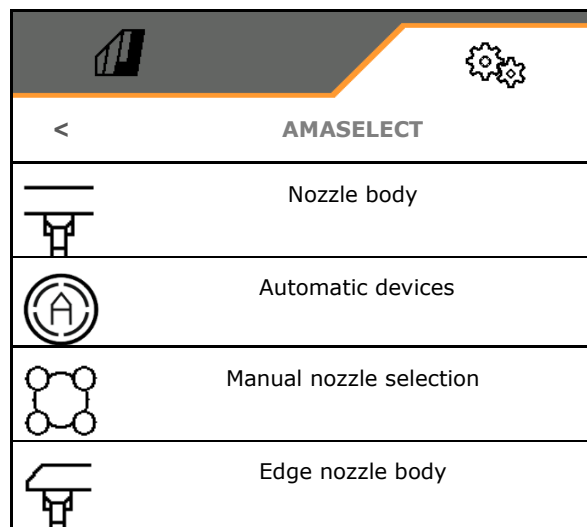 < AMASELECT
Nozzle body
Automatic devices
A
Manual nozzle selection
Edge nozzle body